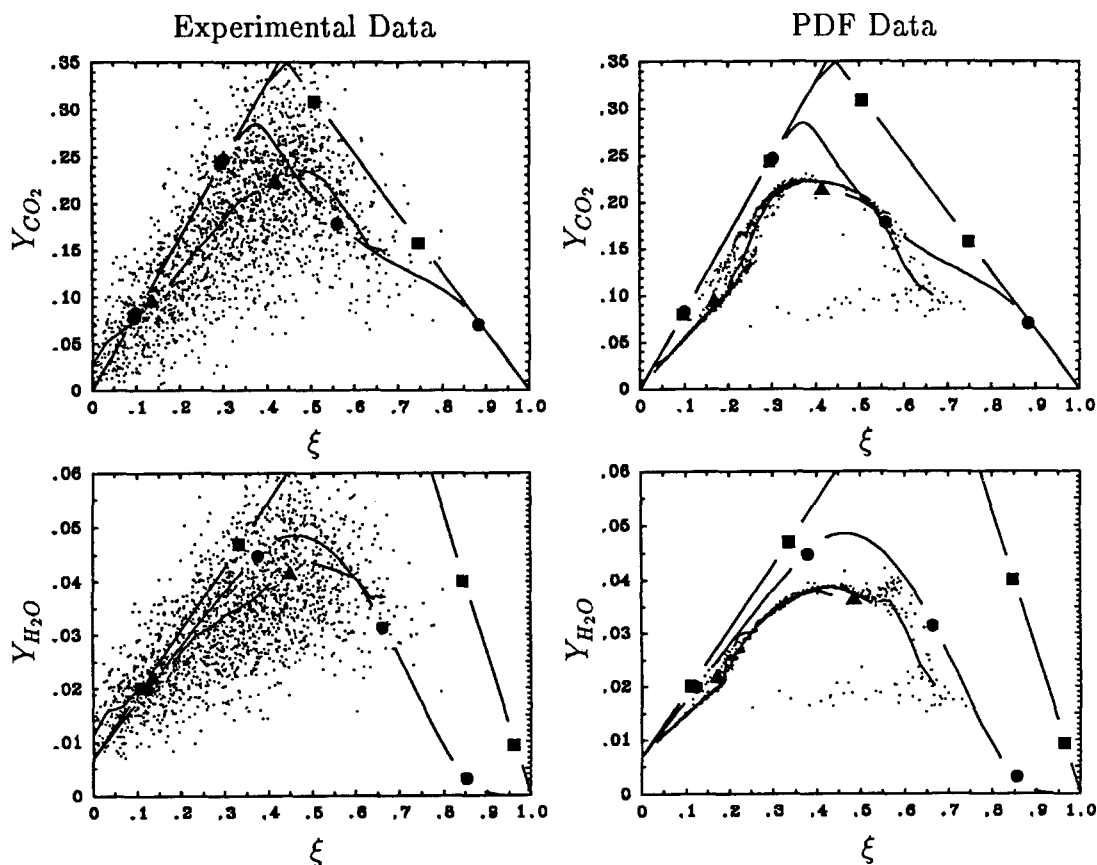 Experimental Data
PDF Data
.35
.30
.25
.20
.15
.10
.05
0
Y_{CO_2}
0 .1 .2 .3 .4 .5 .6 .7 .8 .9 1.0
ξ
.35
.30
.25
.20
.15
.10
.05
0
Y_{CO_2}
.1 .2 .3 .4 .5 .6 .7 .8 .9 1.0
ξ
.06
.05
.04
.03
.02
.01
0
Y_{H_2O}
0 .1 .2 .3 .4 .5 .6 .7 .8 .9 1.0
ξ
.06
.05
.04
.03
.02
.01
0
Y_{H_2O}
.1 .2 .3 .4 .5 .6 .7 .8 .9 1.0
ξ